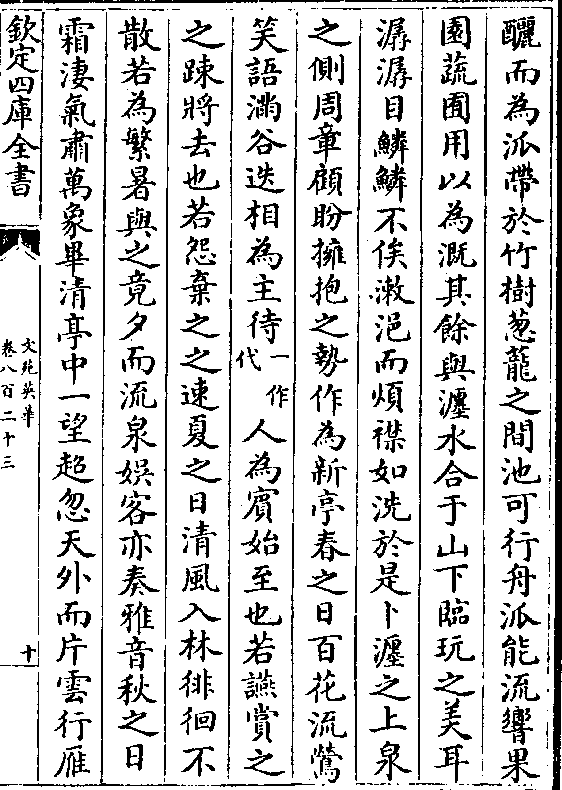 釃而為派帶於竹樹蔥蘢之間池可行舟派能流響果
園蔬圃用以為溉其餘與瀍水合于山下臨玩之美耳
潺潺目鱗鱗不俟漱浥而煩襟如洗於是卜瀍之上泉
之側周章顧盼擁抱之勢作為新亭春之日百花流鶯
笑語滿谷迭相為主待一作代人為賓始至也若讌賞之
之踈將去也若怨棄之之速夏之日清風入林徘徊不
散若為繁暑與之竟夕而流泉娛客亦奏雅音秋之日
霜淒氣肅萬象畢清亭中一望超忽天外而片雲行雁
欽定四庫全書
文苑英華
卷八百二十三
十